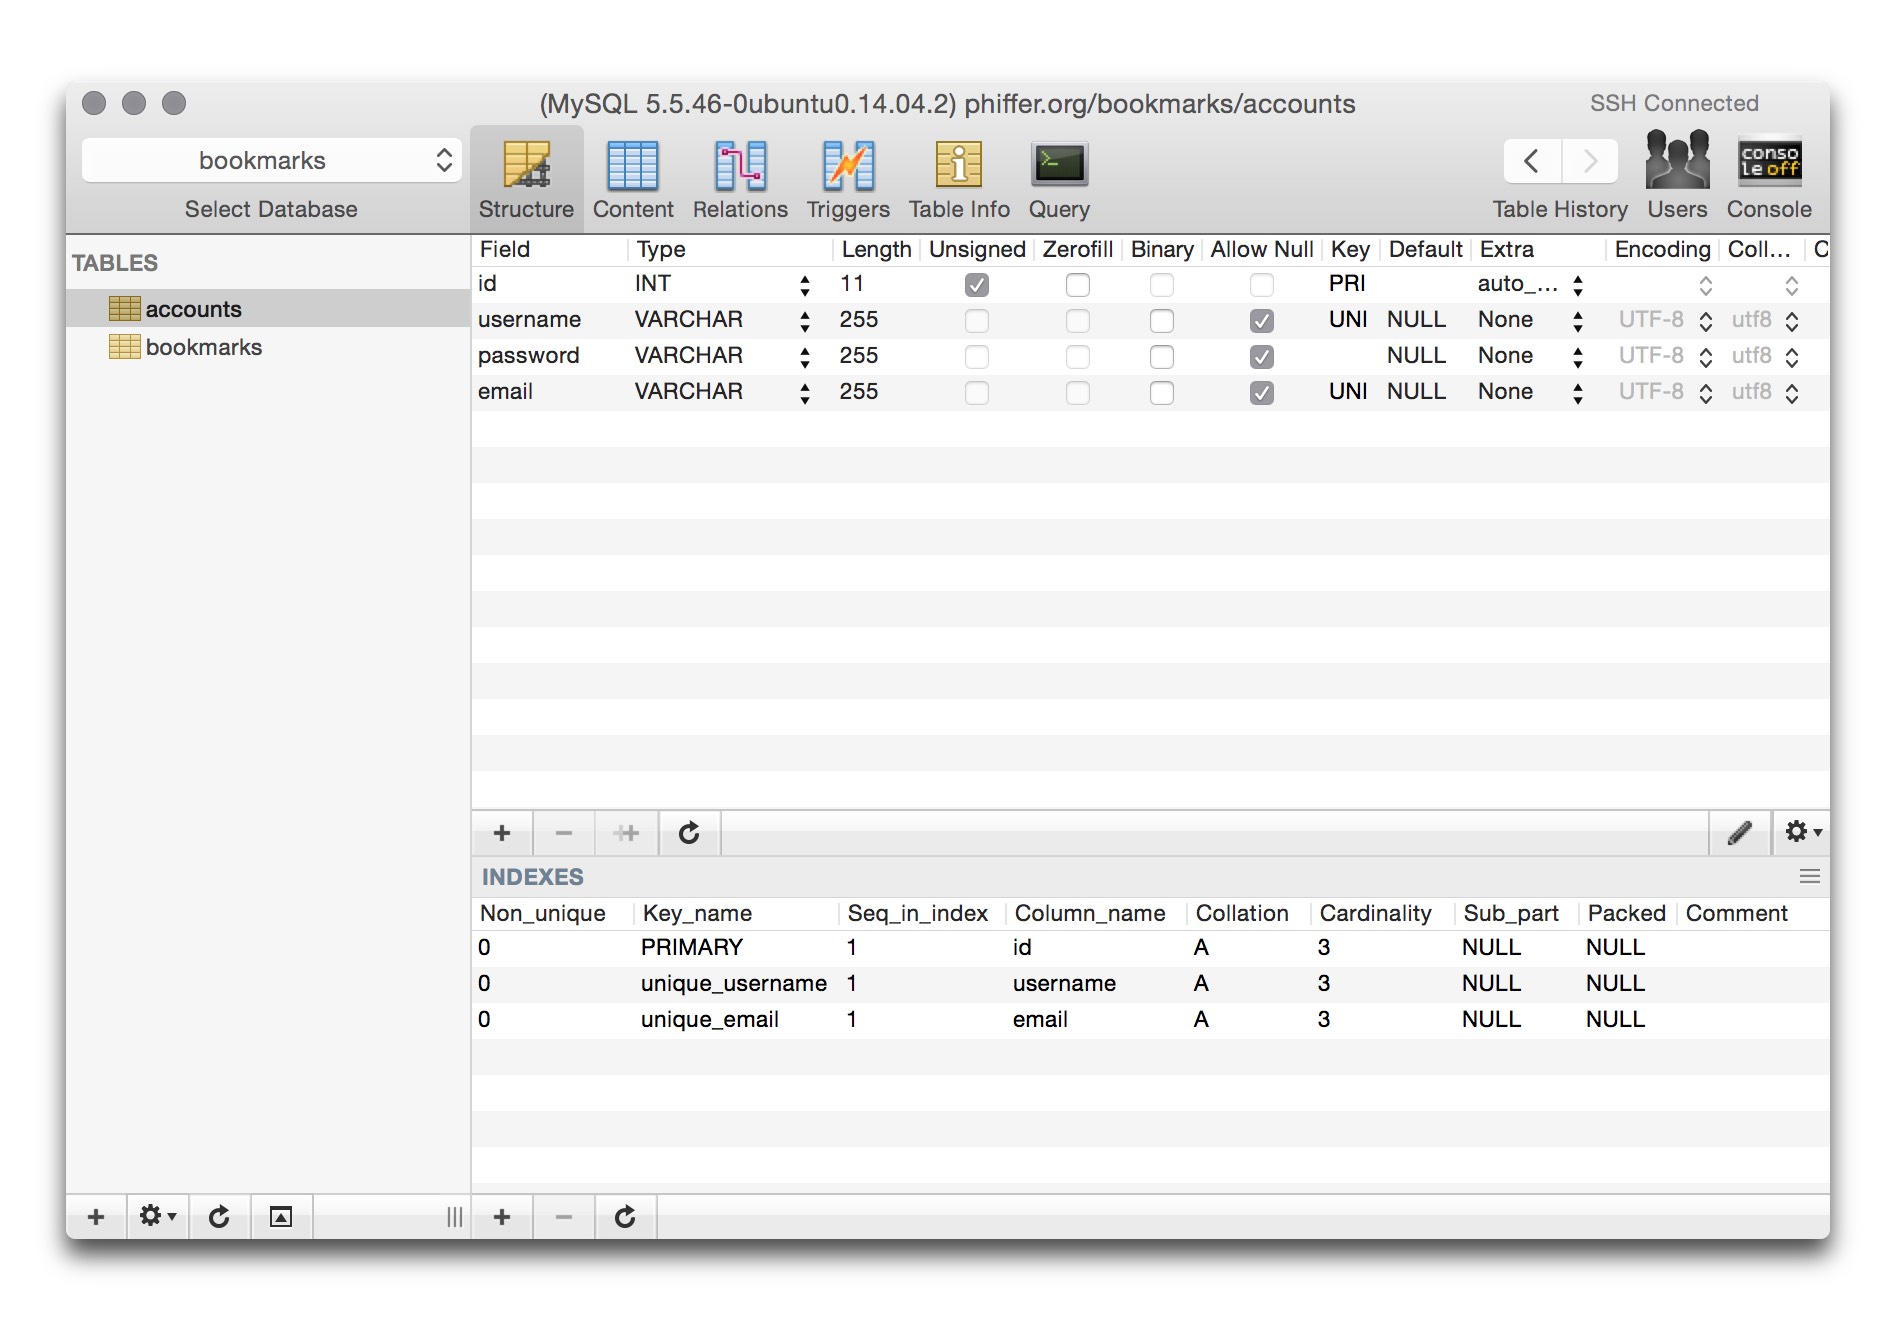 (MySQL 5.5.46-0ubuntu0.14.04.2) phiffer.org/bookmarks/accounts
SSH Connected
bookmarks
Select Database
Structure Content Relations Triggers Table Info Query
conso
le off
Table History Users Console
TABLES
accounts
bookmarks
Field Type Length Unsigned Zerofill Binary Allow Null Key Default Extra Encoding Coll... C
id INT 11 PRI auto_...
username VARCHAR 255 UNI NULL None UTF-8 utf8
password VARCHAR 255 NULL None UTF-8 utf8
email VARCHAR 255 UNI NULL None UTF-8 utf8
INDEXES
Non_unique Key_name Seq_in_index Column_name Collation Cardinality Sub_part Packed Comment
0 PRIMARY 1 id A 3 NULL NULL
0 unique_username 1 username A 3 NULL NULL
0 unique_email 1 email A 3 NULL NULL